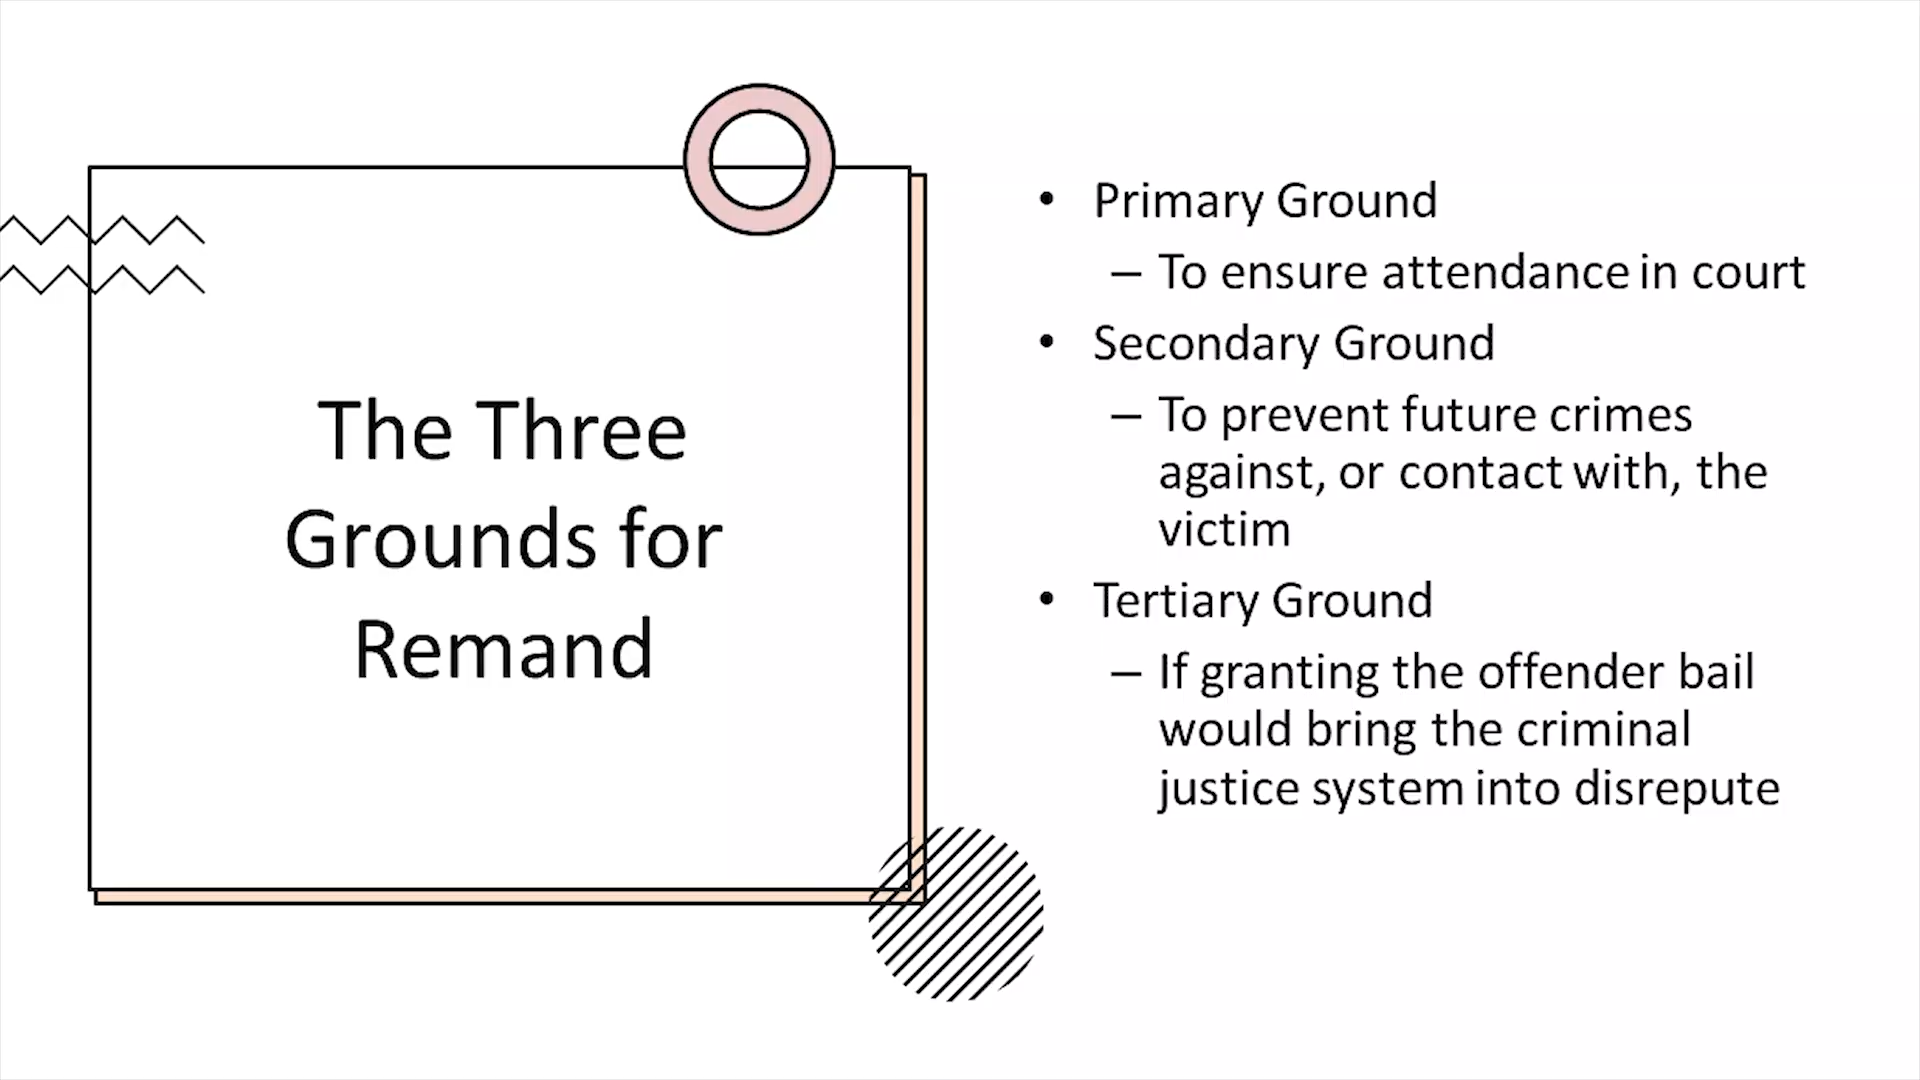 The Three
Grounds for
Remand
• Primary Ground
– To ensure attendance in court
• Secondary Ground
– To prevent future crimes
against, or contact with, the
victim
• Tertiary Ground
– If granting the offender bail
would bring the criminal
justice system into disrepute